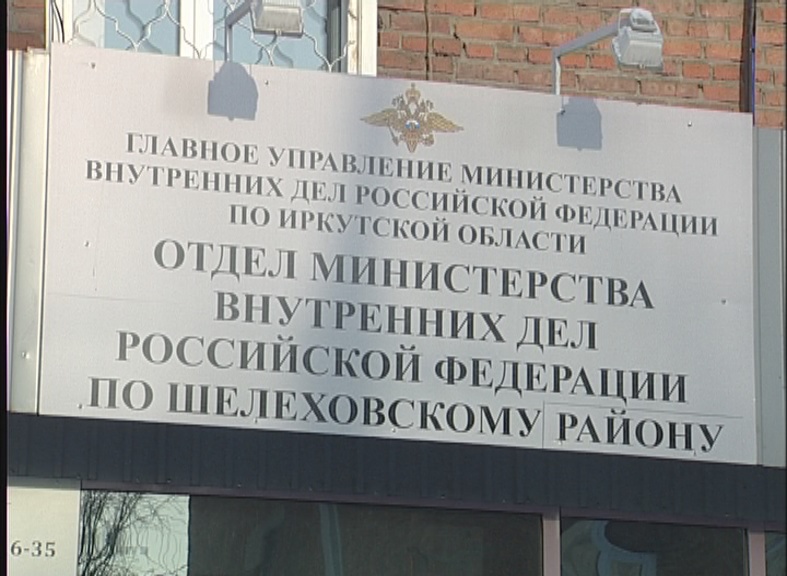 ГЛАВНОЕ УПРАВЛЕНИЕ МИНИСТЕРСТВА
ВНУТРЕННИХ ДЕЛ РОССИЙСКОЙ ФЕДЕРАЦИИ
ПО ИРКУТСКОЙ ОБЛАСТИ
ОТДЕЛ МИНИСТЕРСТВА
ВНУТРЕННИХ ДЕЛ
РОССИЙСКОЙ ФЕДЕРАЦИИ
ПО ШЕЛЕХОВСКОМУ РАЙОНУ
6-35